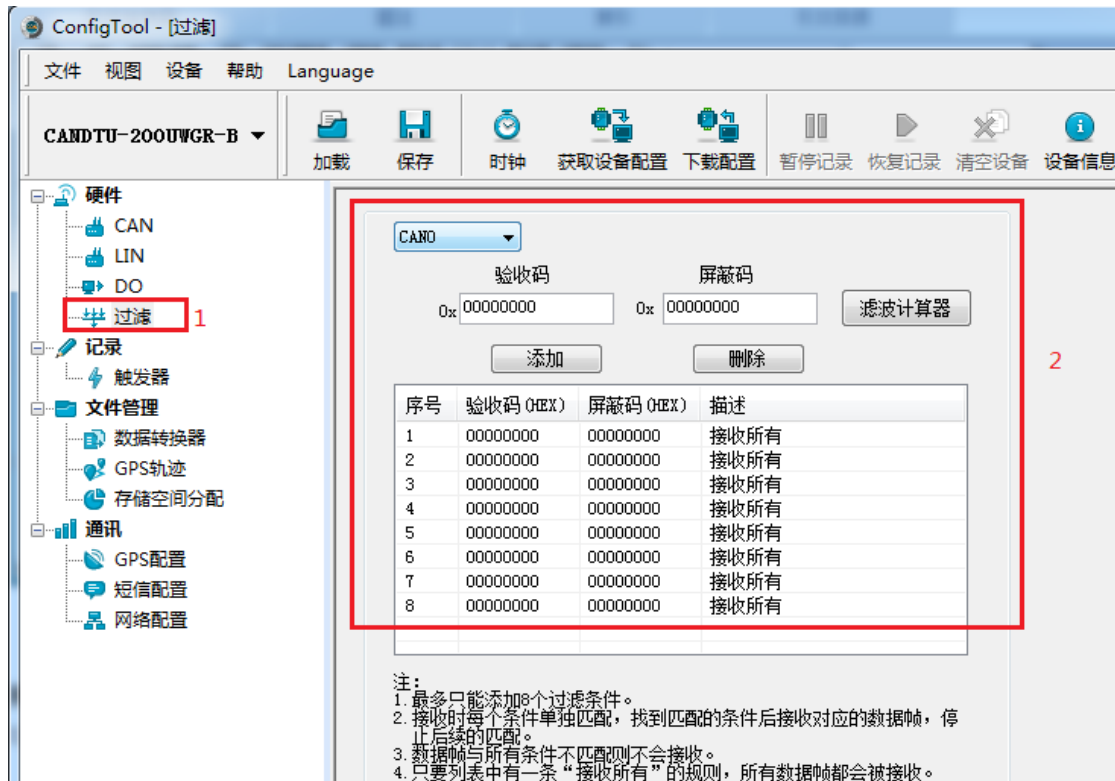 ConfigTool - [过滤]
文件 视图 设备 帮助 Language
CANDTU-200UWGR-B
加载 保存 时钟 获取设备配置 下载配置 暂停记录 恢复记录 清空设备 设备信息
硬件
CAN
LIN
DO
过滤 1
记录
触发器
文件管理
数据转换器
GPS轨迹
存储空间分配
通讯
GPS配置
短信配置
网络配置
CAN0
验收码 屏蔽码
0x 00000000 0x 00000000 滤波计算器
添加 删除
2
序号 验收码(HEX) 屏蔽码(HEX) 描述
1 00000000 00000000 接收所有
2 00000000 00000000 接收所有
3 00000000 00000000 接收所有
4 00000000 00000000 接收所有
5 00000000 00000000 接收所有
6 00000000 00000000 接收所有
7 00000000 00000000 接收所有
8 00000000 00000000 接收所有
注:
1.最多只能添加8个过滤条件。
2.接收时每个条件单独匹配，找到匹配的条件后接收对应的数据帧，停
止后续的匹配。
3.数据帧与所有条件不匹配则不会接收。
4.只要列表中有一条“接收所有”的规则，所有数据帧都会被接收。